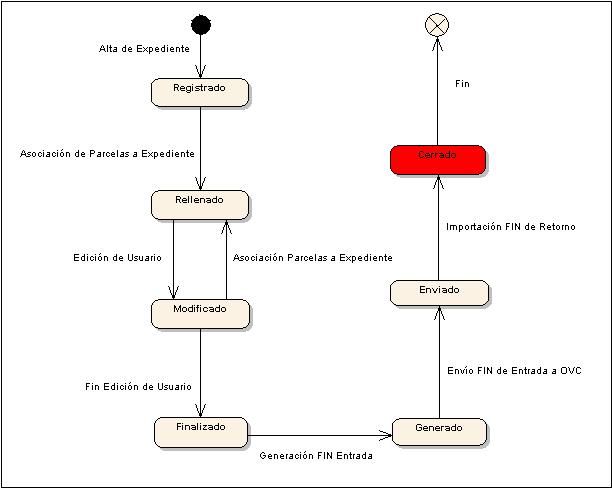 Alta de Expediente
Registrado
Asociación de Parcelas a Expediente
Rellenado
Edición de Usuario
Asociación Parcelas a Expediente
Modificado
Fin Edición de Usuario
Finalizado
Generación FIN Entrada
Generado
Envío FIN de Entrada a OVC
Enviado
Importación FIN de Retorno
Cerrado
Fin